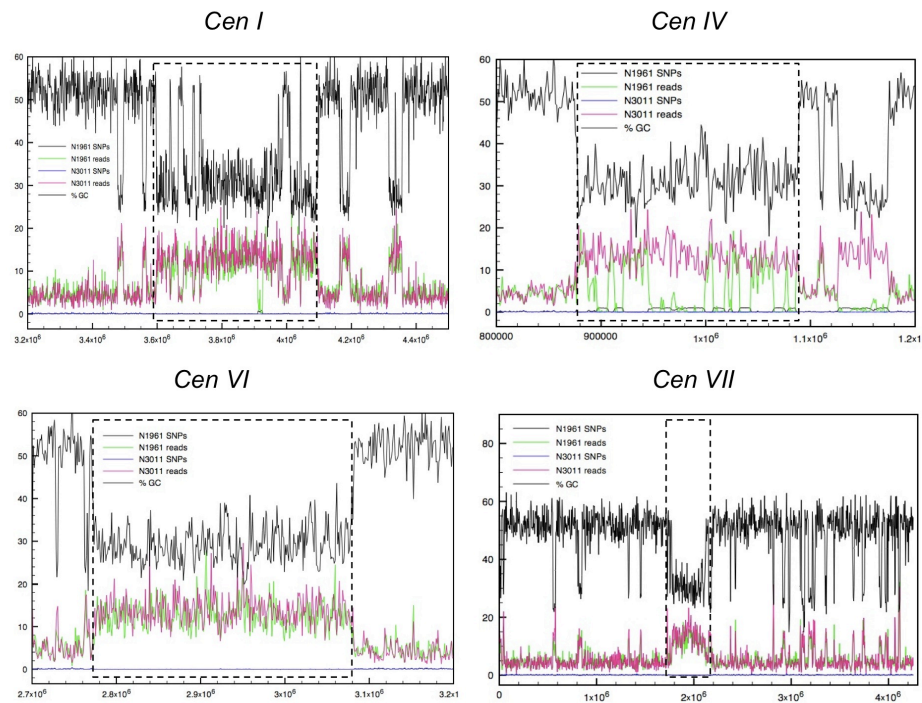 Cen I
60
50
40
30
20
10
0
N1961 SNPs
N1961 reads
N3011 SNPs
N3011 reads
% GC
3.2x10⁶ 3.4x10⁶ 3.6x10⁶ 3.8x10⁶ 4x10⁶ 4.2x10⁶ 4.4x10⁶
Cen IV
60
50
40
30
20
10
0
N1961 SNPs
N1961 reads
N3011 SNPs
N3011 reads
% GC
800000 900000 1x10⁶ 1.1x10⁶ 1.2x1
Cen VI
60
50
40
30
20
10
0
N1961 SNPs
N1961 reads
N3011 SNPs
N3011 reads
% GC
2.7x10⁶ 2.8x10⁶ 2.9x10⁶ 3x10⁶ 3.1x10⁶ 3.2x1
Cen VII
80
60
40
20
0
N1961 SNPs
N1961 reads
N3011 SNPs
N3011 reads
% GC
0 1x10⁶ 2x10⁶ 3x10⁶ 4x10⁶